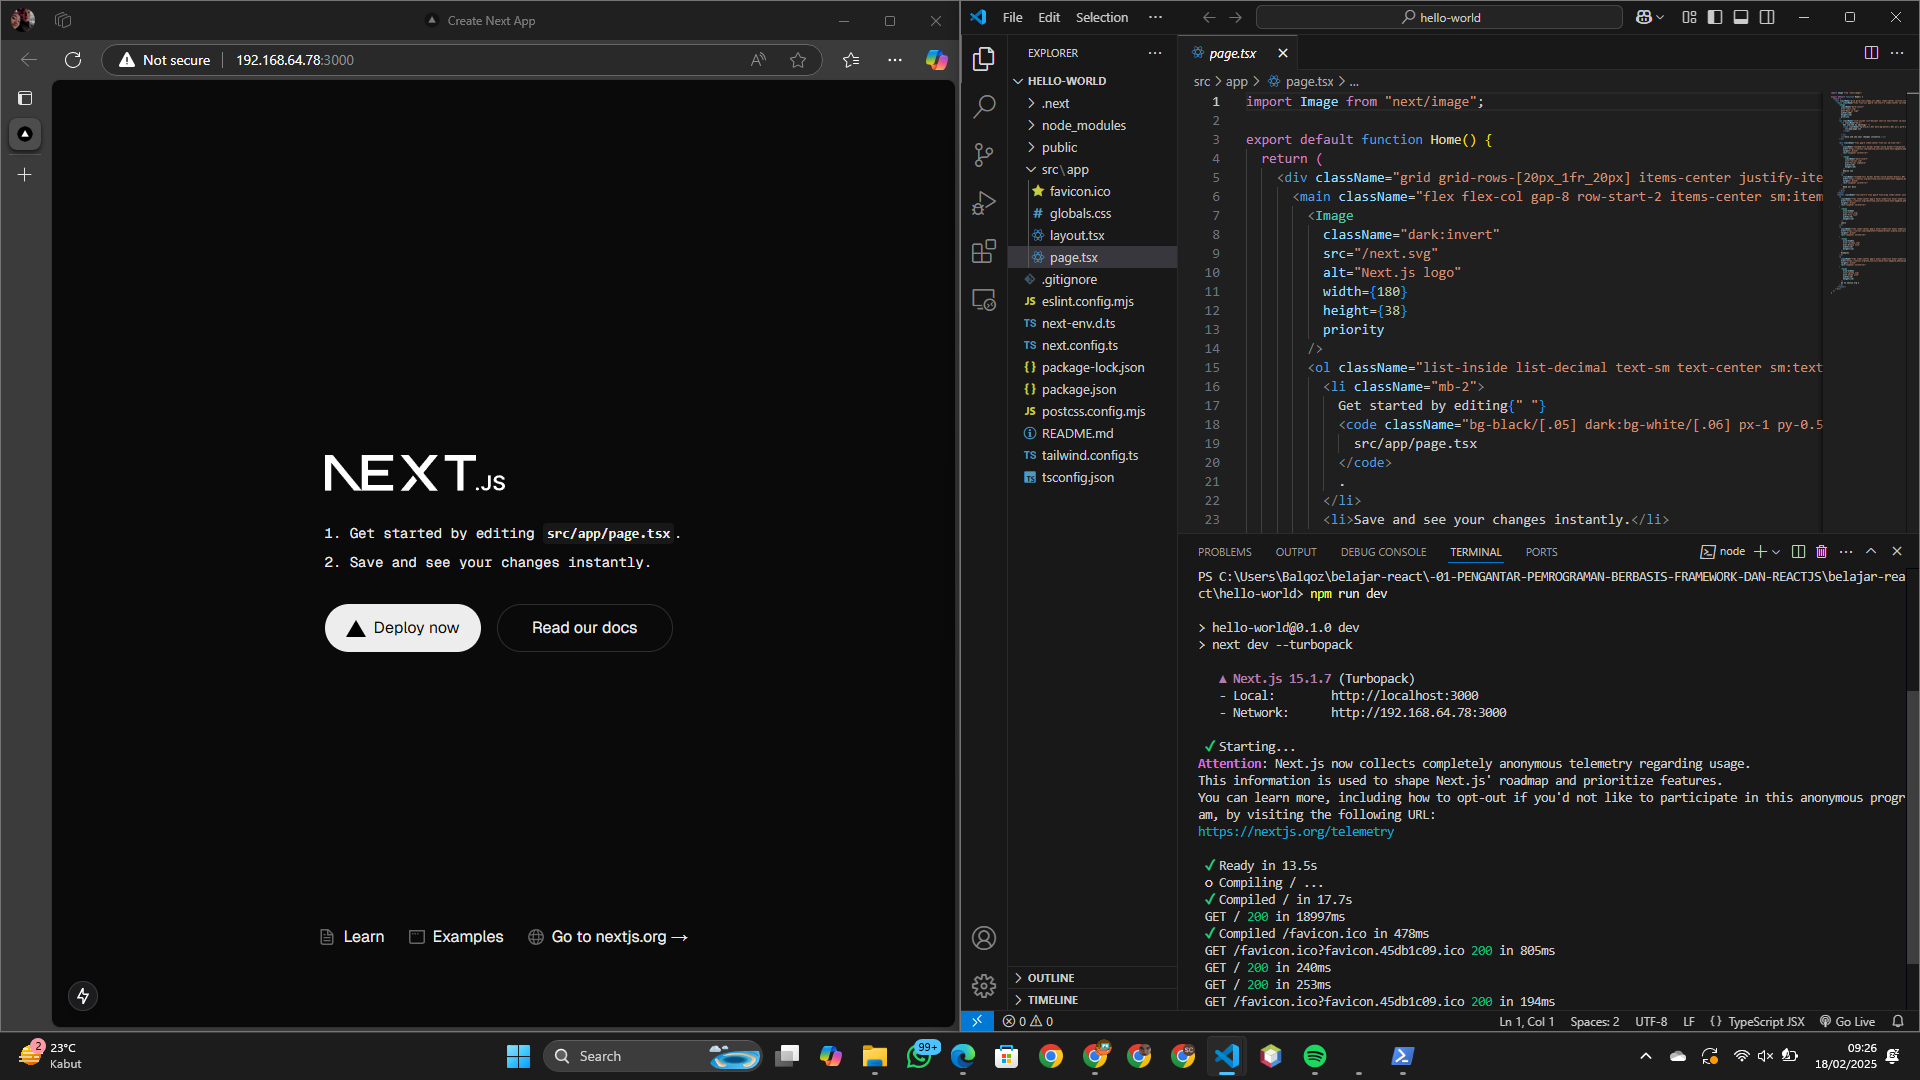 Create Next App
Not secure
192.168.64.78:3000
NEXT.JS
1. Get started by editing src/app/page.tsx.
2. Save and see your changes instantly.
Deploy now
Read our docs
Learn
Examples
Go to nextjs.org →
File Edit Selection ···
hello-world
EXPLORER
HELLO-WORLD
.next
node_modules
public
src\app
favicon.ico
# globals.css
layout.tsx
page.tsx
.gitignore
JS eslint.config.mjs
TS next-env.d.ts
TS next.config.ts
{} package-lock.json
{} package.json
JS postcss.config.mjs
README.md
TS tailwind.config.ts
tsconfig.json
OUTLINE
TIMELINE
page.tsx
src > app > page.tsx > ...
1 import Image from "next/image";
2
3 export default function Home() {
4 return (
5 <div className="grid grid-rows-[20px_1fr_20px] items-center justify-ite
6 <main className="flex flex-col gap-8 row-start-2 items-center sm:item
7 <Image
8 className="dark:invert"
9 src="/next.svg"
10 alt="Next.js logo"
11 width={180}
12 height={38}
13 priority
14 />
15 <ol className="list-inside list-decimal text-sm text-center sm:text
16 <li className="mb-2">
17 Get started by editing{" "}
18 <code className="bg-black/[.05] dark:bg-white/[.06] px-1 py-0.5
19 src/app/page.tsx
20 </code>
21 .
22 </li>
23 <li>Save and see your changes instantly.</li>
PROBLEMS OUTPUT DEBUG CONSOLE TERMINAL PORTS
node
PS C:\Users\Balqoz\belajar-react\-01-PENGANTAR-PEMROGRAMAN-BERBASIS-FRAMEWORK-DAN-REACTJS\belajar-rea
ct\hello-world> npm run dev
> hello-world@0.1.0 dev
> next dev --turbopack
▲ Next.js 15.1.7 (Turbopack)
- Local: http://localhost:3000
- Network: http://192.168.64.78:3000
✓ Starting...
Attention: Next.js now collects completely anonymous telemetry regarding usage.
This information is used to shape Next.js' roadmap and prioritize features.
You can learn more, including how to opt-out if you'd not like to participate in this anonymous progr
am, by visiting the following URL:
https://nextjs.org/telemetry
✓ Ready in 13.5s
○ Compiling / ...
✓ Compiled / in 17.7s
GET / 200 in 18997ms
✓ Compiled /favicon.ico in 478ms
GET /favicon.ico?favicon.45db1c09.ico 200 in 805ms
GET / 200 in 240ms
GET / 200 in 253ms
GET /favicon.ico?favicon.45db1c09.ico 200 in 194ms
0 0
Ln 1, Col 1
Spaces: 2
UTF-8
LF
{} TypeScript JSX
Go Live
2
23°C
Kabut
Search
99+
09:26
18/02/2025